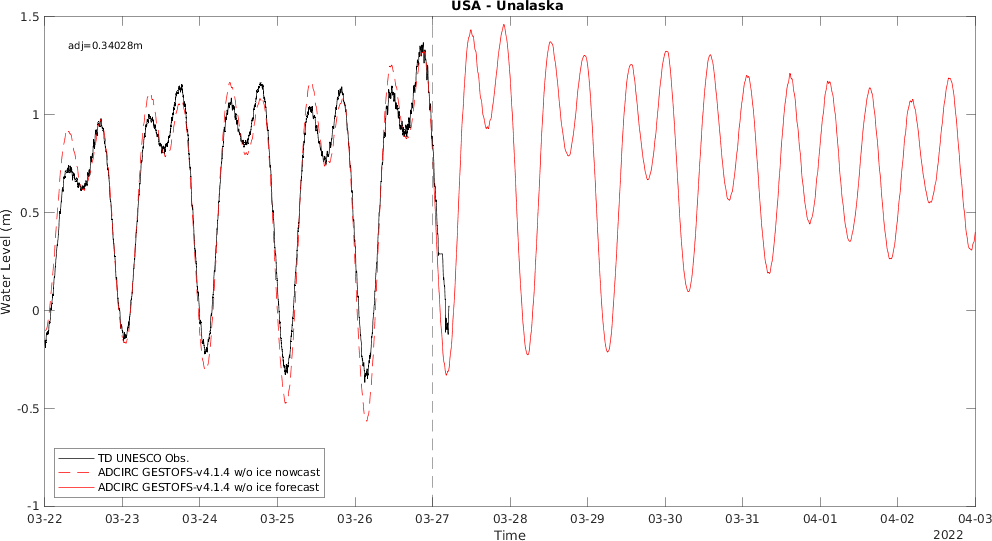 USA - Unalaska
adj=0.34028m
1.5
1
0.5
0
-0.5
-1
Water Level (m)
TD UNESCO Obs.
ADCIRC GESTOFS-v4.1.4 w/o ice nowcast
ADCIRC GESTOFS-v4.1.4 w/o ice forecast
03-22 03-23 03-24 03-25 03-26 03-27 03-28 03-29 03-30 03-31 04-01 04-02 04-03
Time
2022